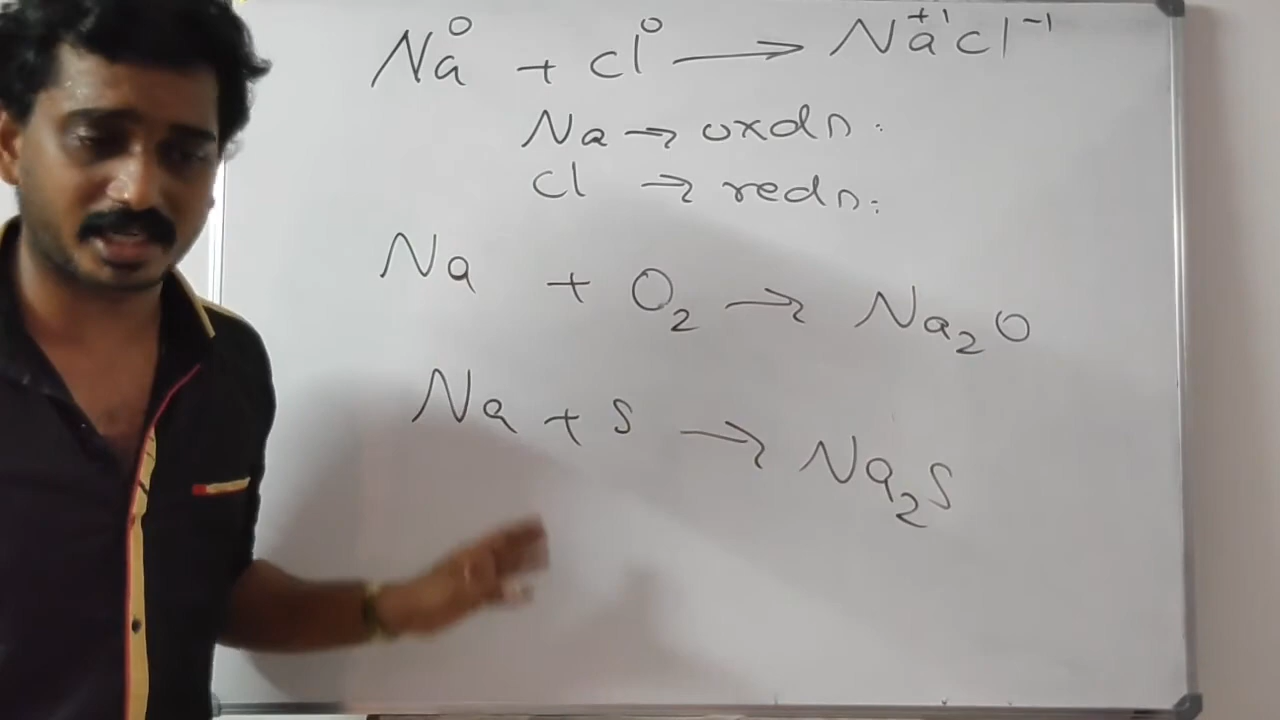 Na⁰ + cl⁰ → Na⁺¹cl⁻¹
Na → oxdn.
cl → redn.
Na + O₂ → Na₂O
Na + s → Na₂s